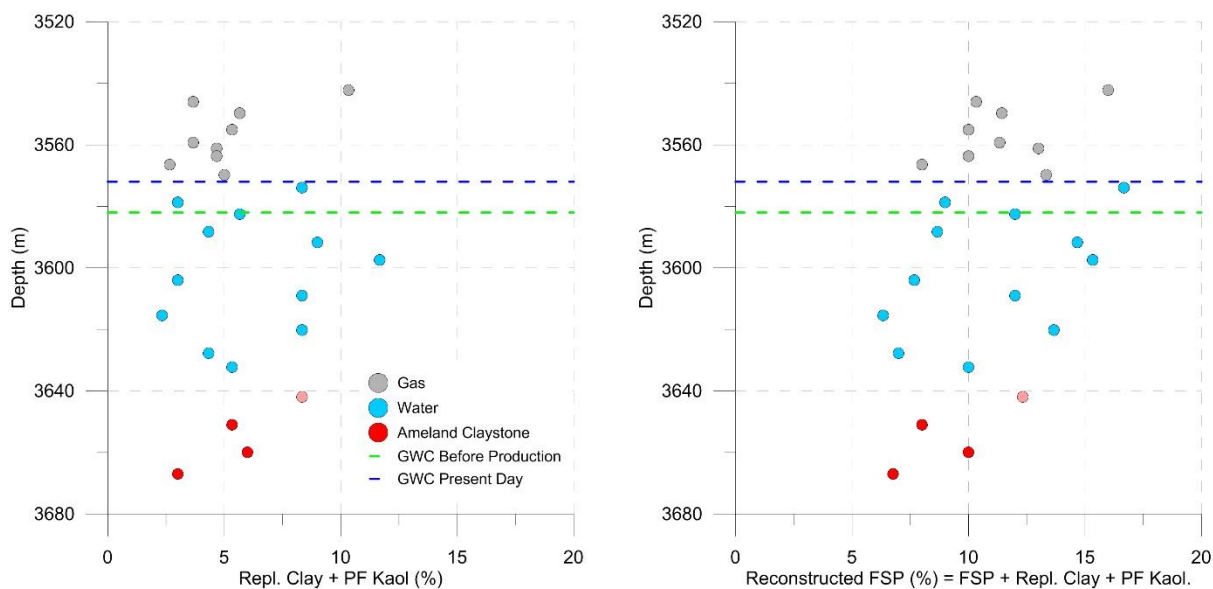 3520
3560
3600
3640
3680
Depth (m)
0
5
10
15
20
Repl. Clay + PF Kaol (%)
Gas
Water
Ameland Claystone
GWC Before Production
GWC Present Day
3520
3560
3600
3640
3680
Depth (m)
0
5
10
15
20
Reconstructed FSP (%) = FSP + Repl. Clay + PF Kaol.